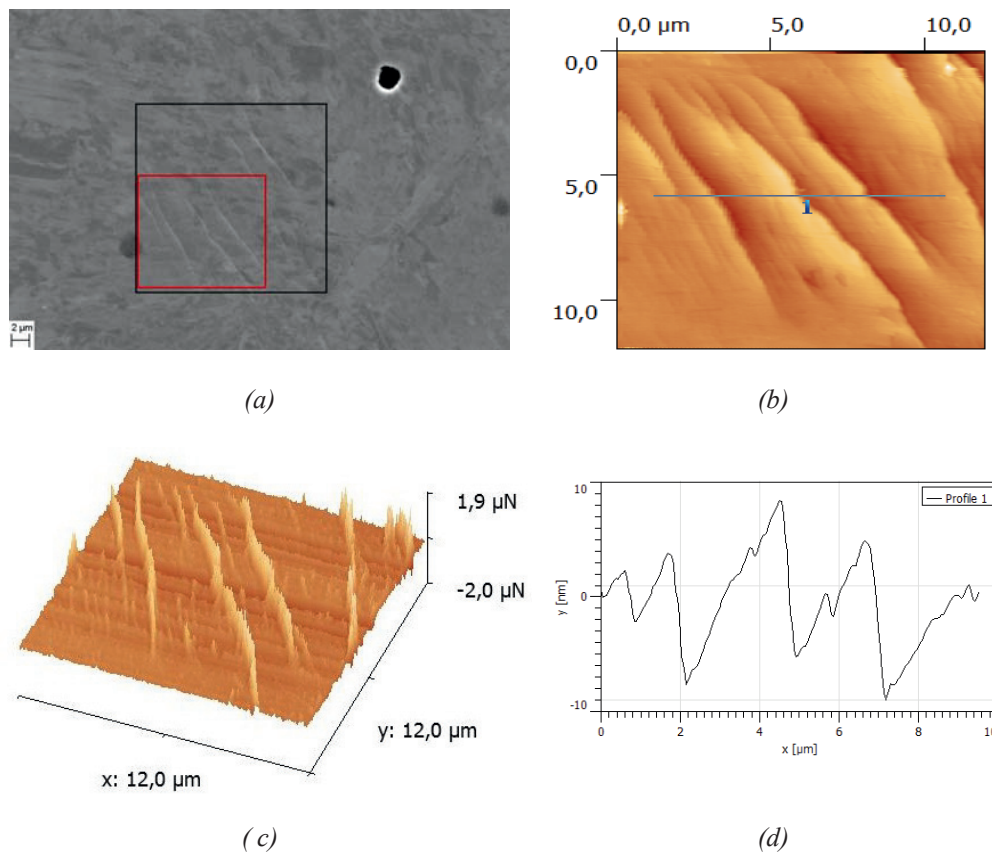 2 µm
(a)
0,0 µm 5,0 10,0
0,0
5,0
10,0
1
(b)
1,9 µN
-2,0 µN
y: 12,0 µm
x: 12,0 µm
( c)
10
0
-10
y [nm]
0 2 4 6 8 10
x [µm]
Profile 1
(d)